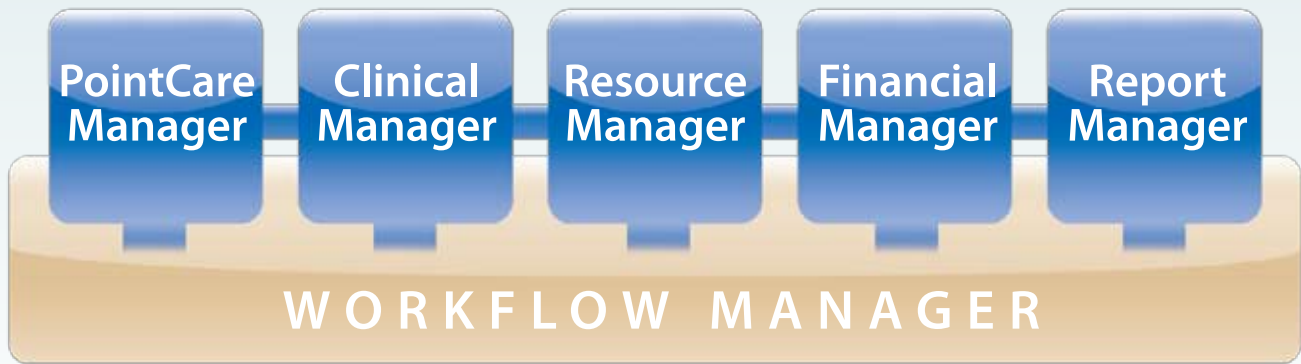 PointCare
Manager
Clinical
Manager
Resource
Manager
Financial
Manager
Report
Manager
WORKFLOW MANAGER